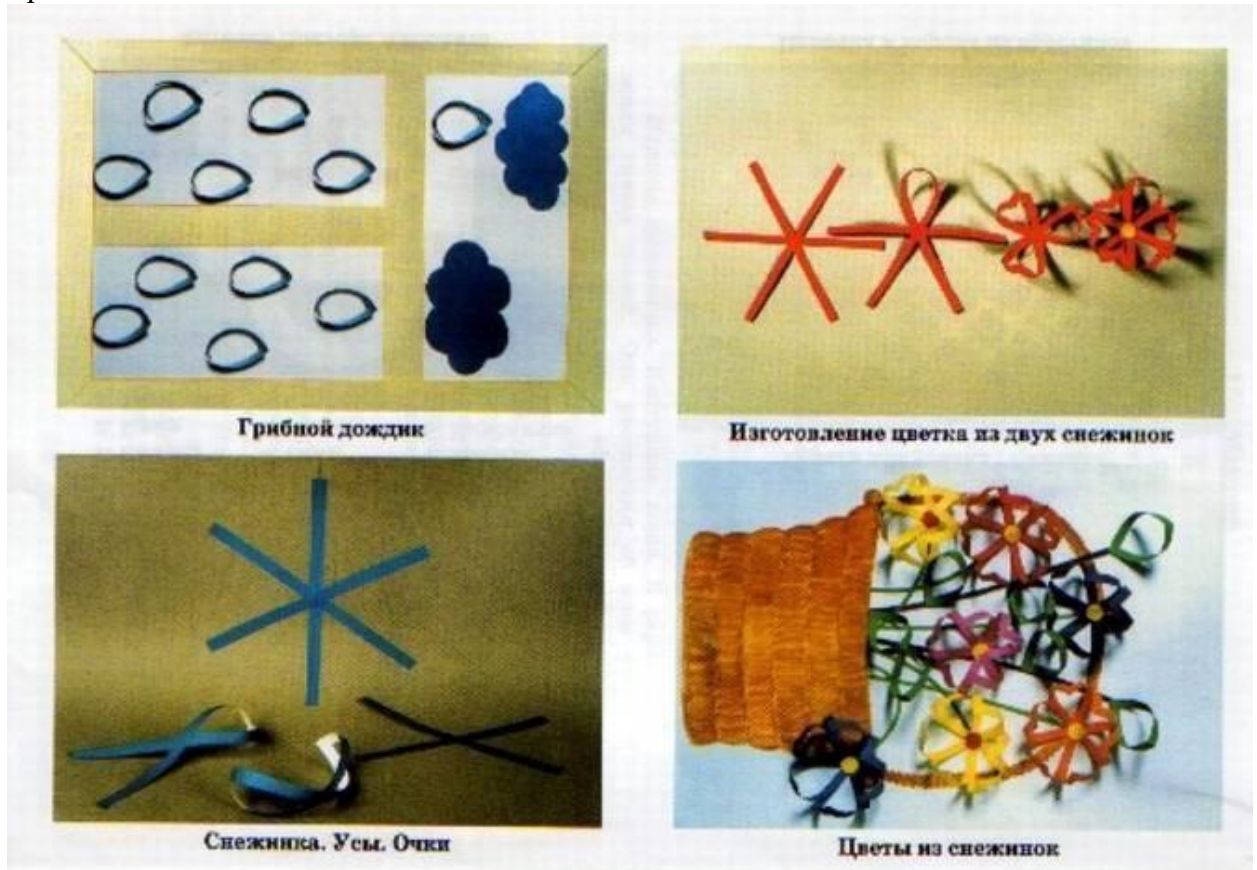 Грибной дождик
Изготовление цветка из двух снежинок
Снежинка. Усы. Очки
Цветы из снежинок